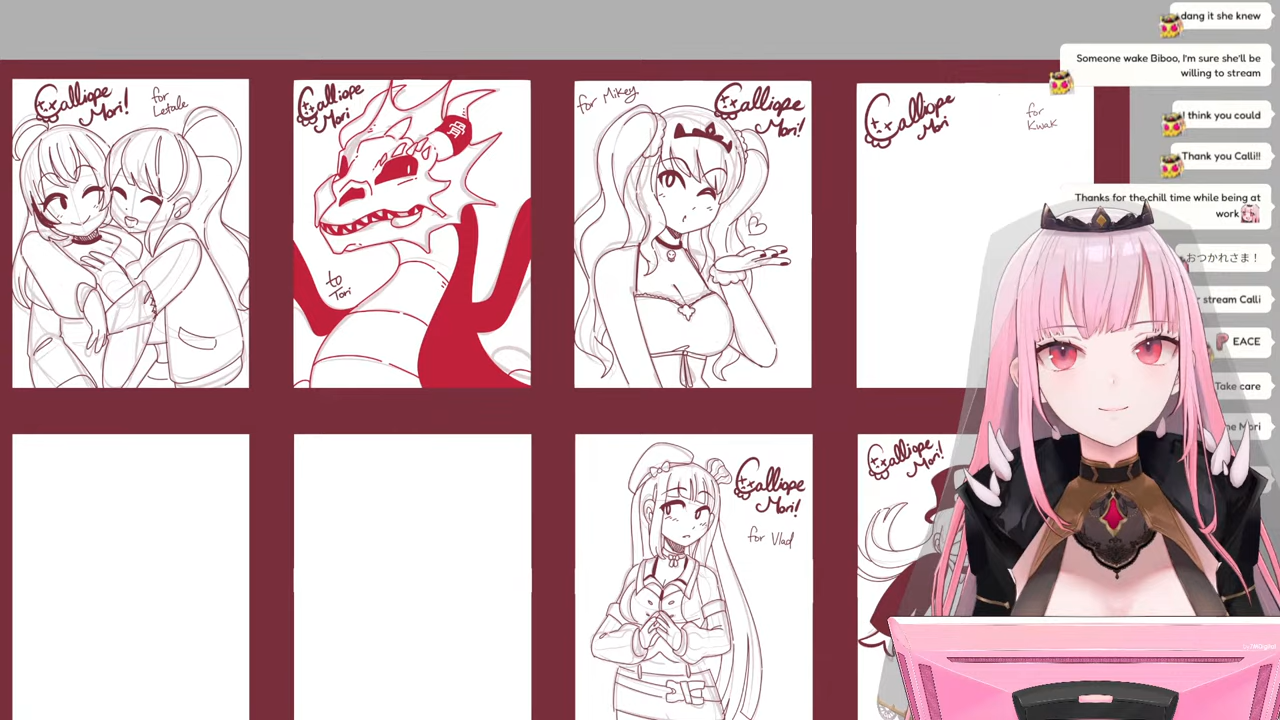 Calliope
Mori!
for
Letale
Calliope
Mori
骨
to
Tori
for Mikey
Calliope
Mori!
Calliope
Mori
for
Kwak
Calliope
Mori!
for Vlad
Calliope
Mori!
dang it she knew
Someone wake Biboo, I'm sure she'll be
willing to stream
I think you could
Thank you Calli!!
Thanks for the chill time while being at
work
おつかれさま！
stream Calli
PEACE
Take care
Mori